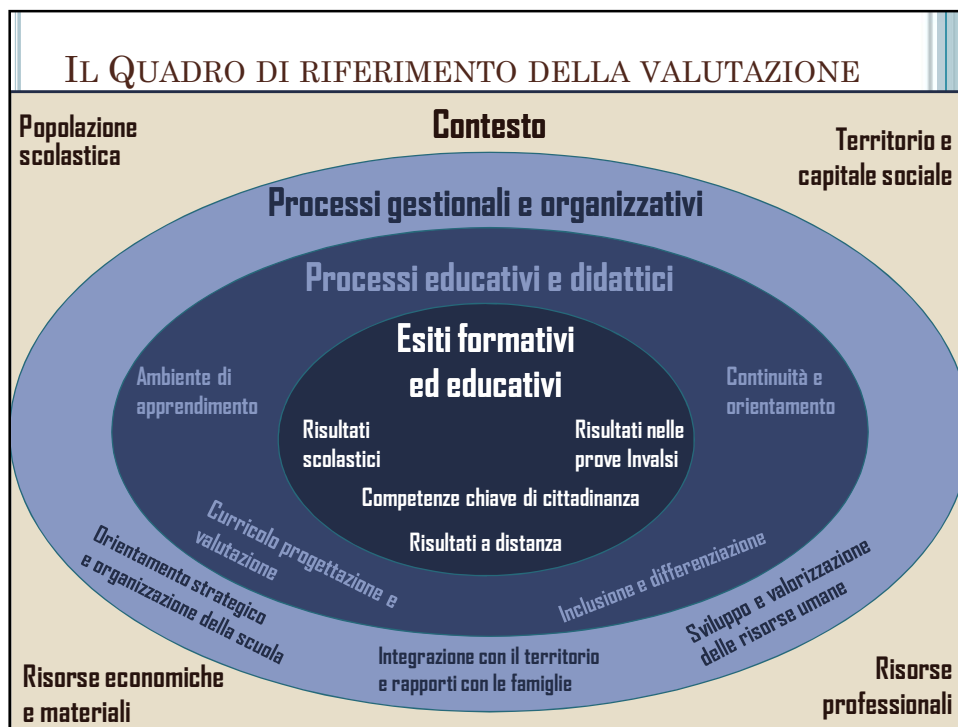 IL QUADRO DI RIFERIMENTO DELLA VALUTAZIONE
Popolazione
scolastica
Contesto
Territorio e
capitale sociale
Processi gestionali e organizzativi
Processi educativi e didattici
Esiti formativi
ed educativi
Ambiente di
apprendimento
Continuità e
orientamento
Risultati
scolastici
Risultati nelle
prove Invalsi
Competenze chiave di cittadinanza
Risultati a distanza
Curricolo progettazione e
valutazione
Inclusione e differenziazione
Orientamento strategico
e organizzazione della scuola
Integrazione con il territorio
e rapporti con le famiglie
Sviluppo e valorizzazione
delle risorse umane
Risorse economiche
e materiali
Risorse
professionali